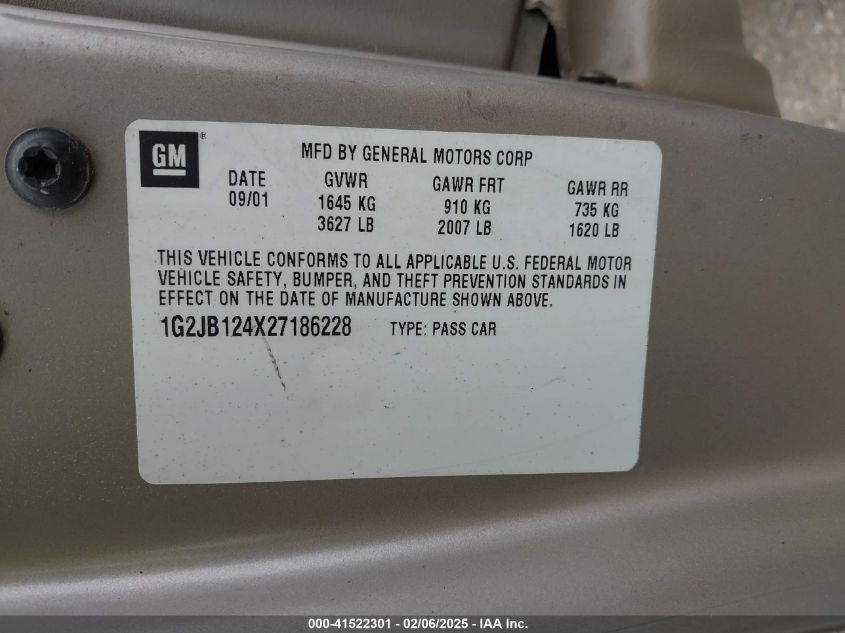 GM®
MFD BY GENERAL MOTORS CORP
DATE GVWR GAWR FRT GAWR RR
09/01 1645 KG 910 KG 735 KG
3627 LB 2007 LB 1620 LB
THIS VEHICLE CONFORMS TO ALL APPLICABLE U.S. FEDERAL MOTOR
VEHICLE SAFETY, BUMPER, AND THEFT PREVENTION STANDARDS IN
EFFECT ON THE DATE OF MANUFACTURE SHOWN ABOVE.
1G2JB124X27186228 TYPE: PASS CAR
000-41522301 - 02/06/2025 - IAA Inc.